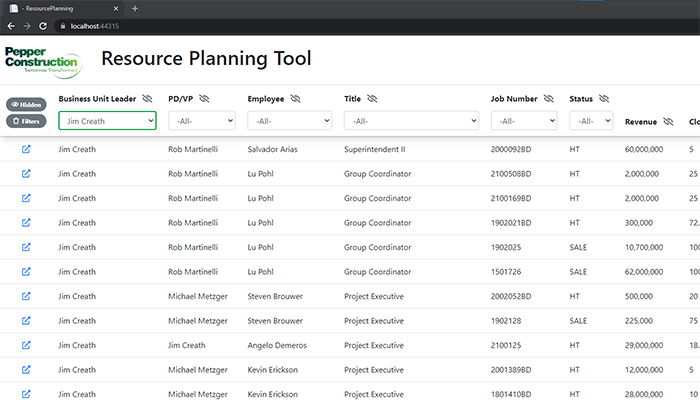 - ResourcePlanning
localhost:44315
Pepper
Construction
Tomorrow Transformed
Resource Planning Tool
Hidden
Filters
Business Unit Leader PD/VP Employee Title Job Number Status Revenue Clo
Jim Creath -All- -All- -All- -All- -All-
Jim Creath Rob Martinelli Salvador Arias Superintendent II 2000092BD HT 60,000,000 5
Jim Creath Rob Martinelli Lu Pohl Group Coordinator 2100508BD HT 2,000,000 25
Jim Creath Rob Martinelli Lu Pohl Group Coordinator 2100169BD HT 2,000,000 25
Jim Creath Rob Martinelli Lu Pohl Group Coordinator 1902021BD HT 300,000 72.
Jim Creath Rob Martinelli Lu Pohl Group Coordinator 1902025 SALE 10,700,000 100
Jim Creath Rob Martinelli Lu Pohl Group Coordinator 1501726 SALE 62,000,000 100
Jim Creath Michael Metzger Steven Brouwer Project Executive 2002052BD HT 500,000 20
Jim Creath Michael Metzger Steven Brouwer Project Executive 1902128 SALE 225,000 75
Jim Creath Jim Creath Angelo Demeros Project Executive 2100125 HT 29,000,000 18.
Jim Creath Michael Metzger Kevin Erickson Project Executive 2001389BD HT 12,000,000 5
Jim Creath Michael Metzger Kevin Erickson Project Executive 1801410BD HT 28,000,000 10